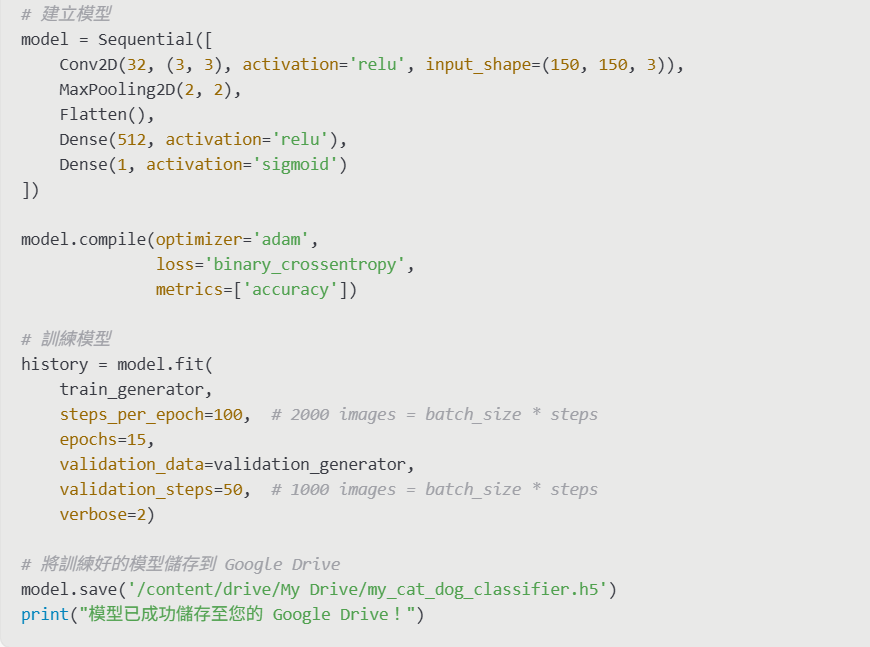 # 建立模型
model = Sequential([
    Conv2D(32, (3, 3), activation='relu', input_shape=(150, 150, 3)),
    MaxPooling2D(2, 2),
    Flatten(),
    Dense(512, activation='relu'),
    Dense(1, activation='sigmoid')
])

model.compile(optimizer='adam',
              loss='binary_crossentropy',
              metrics=['accuracy'])

# 訓練模型
history = model.fit(
    train_generator,
    steps_per_epoch=100,  # 2000 images = batch_size * steps
    epochs=15,
    validation_data=validation_generator,
    validation_steps=50,  # 1000 images = batch_size * steps
    verbose=2)

# 將訓練好的模型儲存到 Google Drive
model.save('/content/drive/My Drive/my_cat_dog_classifier.h5')
print("模型已成功儲存至您的 Google Drive！")